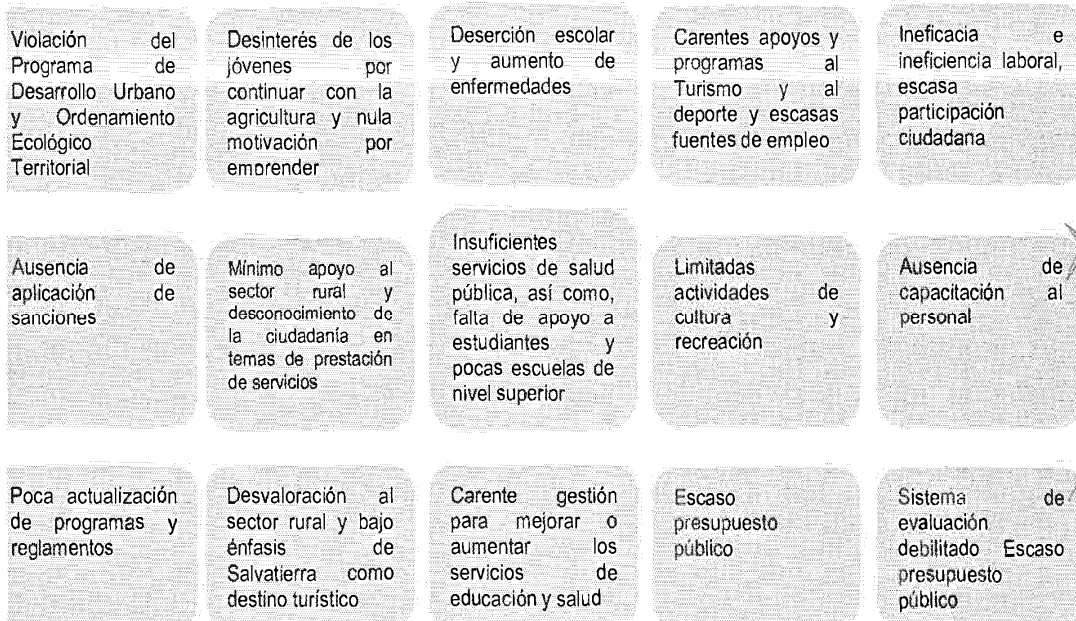 Violación del
Programa de
Desarrollo Urbano
y Ordenamiento
Ecológico
Territorial
Desinterés de los
jóvenes por
continuar con la
agricultura y nula
motivación por
emprender
Deserción escolar
y aumento de
enfermedades
Carentes apoyos y
programas al
Turismo y al
deporte y escasas
fuentes de empleo
Ineficacia e
ineficiencia laboral,
escasa
participación
ciudadana
Ausencia de
aplicación de
sanciones
Mínimo apoyo al
sector rural y
desconocimiento de
la ciudadanía en
temas de prestación
de servicios
Insuficientes
servicios de salud
pública, así como,
falta de apoyo a
estudiantes y
pocas escuelas de
nivel superior
Limitadas
actividades de
cultura y
recreación
Ausencia de
capacitación al
personal
Poca actualización
de programas y
reglamentos
Desvaloración al
sector rural y bajo
énfasis de
Salvatierra como
destino turístico
Carente gestión
para mejorar o
aumentar los
servicios de
educación y salud
Escaso
presupuesto
público
Sistema de
evaluación
debilitado Escaso
presupuesto
público